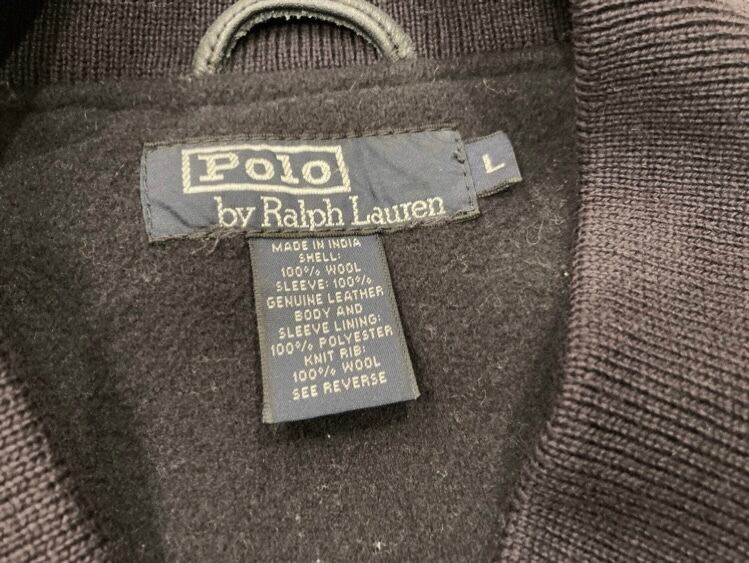 Polo
by Ralph Lauren
L
MADE IN INDIA
SHELL:
100% WOOL
SLEEVE: 100%
GENUINE LEATHER
BODY AND
SLEEVE LINING:
100% POLYESTER
KNIT RIB:
100% WOOL
SEE REVERSE